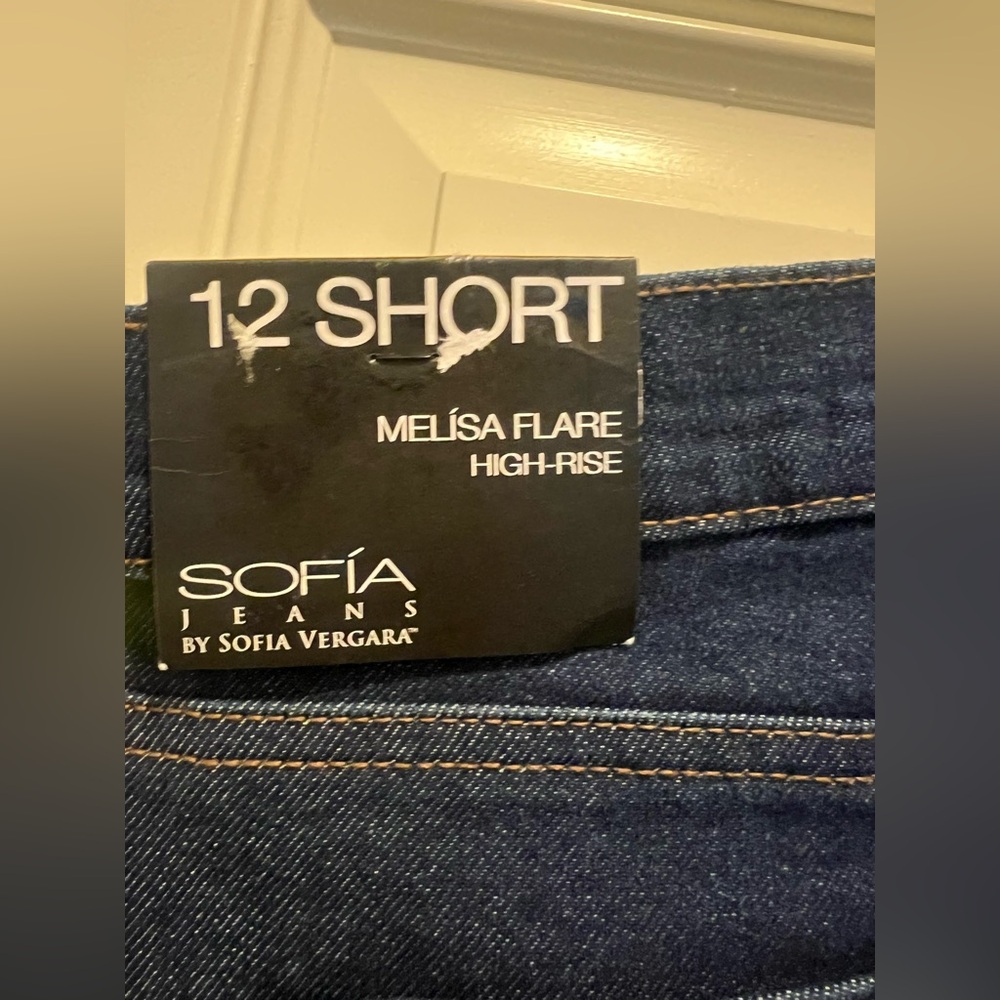 12 SHORT
MELÍSA FLARE
HIGH-RISE
SOFÍA
JEANS
BY SOFIA VERGARA™